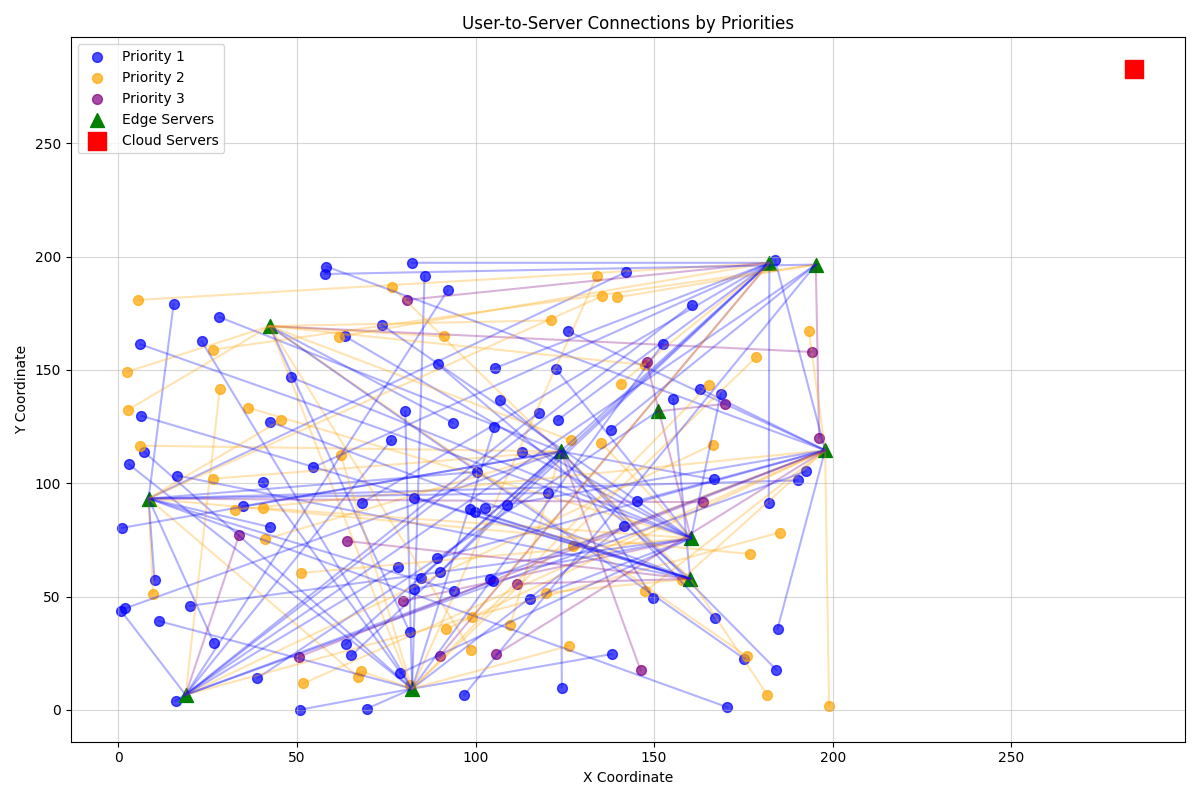 User-to-Server Connections by Priorities
Priority 1
Priority 2
Priority 3
Edge Servers
Cloud Servers
Y Coordinate
250
200
150
100
50
0
0 50 100 150 200 250
X Coordinate